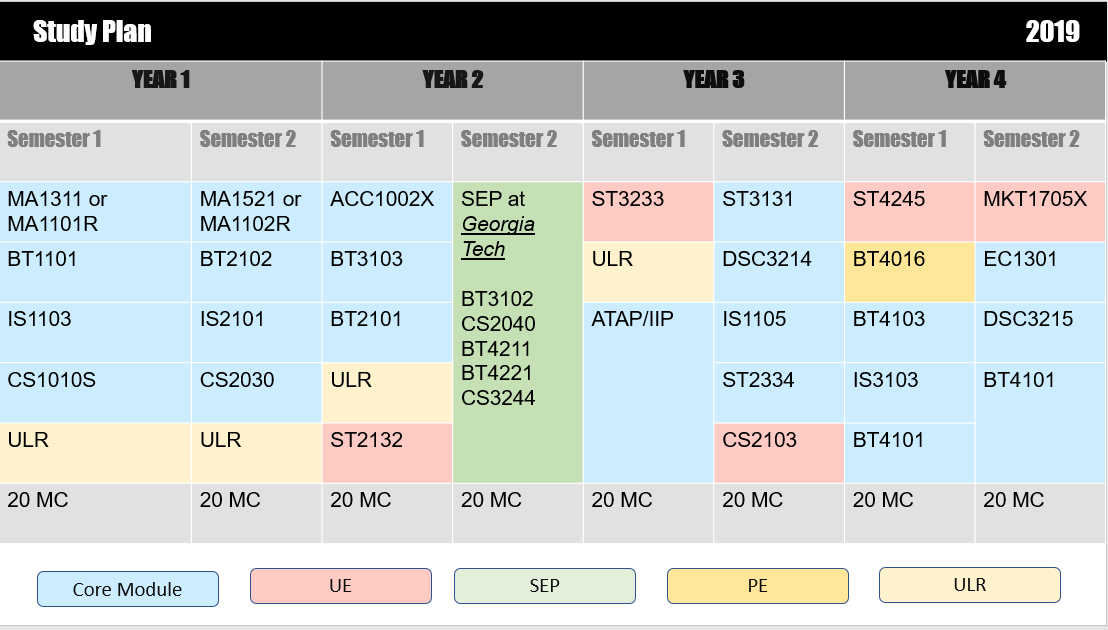 Study Plan 2019
YEAR 1 YEAR 2 YEAR 3 YEAR 4
Semester 1 Semester 2 Semester 1 Semester 2 Semester 1 Semester 2 Semester 1 Semester 2
MA1311 or
MA1101R
MA1521 or
MA1102R
ACC1002X
SEP at
Georgia
Tech
ST3233
ST3131
ST4245
MKT1705X
BT1101
BT2102
BT3103
ULR
DSC3214
BT4016
EC1301
IS1103
IS2101
BT2101
BT3102
CS2040
BT4211
BT4221
CS3244
ATAP/IIP
IS1105
BT4103
DSC3215
CS1010S
CS2030
ULR
ST2334
IS3103
BT4101
ULR
ULR
ST2132
CS2103
BT4101
20 MC 20 MC 20 MC 20 MC 20 MC 20 MC 20 MC 20 MC
Core Module UE SEP PE ULR